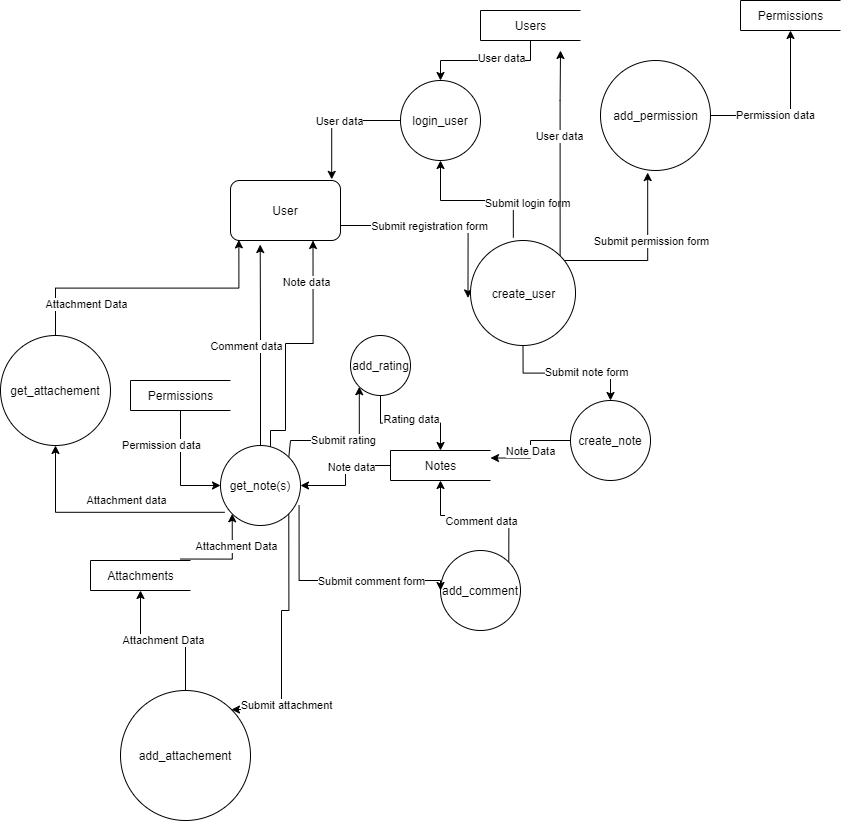 Permissions
Users
User data
login_user
add_permission
Permission data
User data
User data
User
Submit login form
Submit registration form
Submit permission form
Note data
create_user
Attachment Data
Comment data
add_rating
Submit note form
get_attachement
Permissions
Rating data
Submit rating
create_note
Permission data
Note Data
Notes
Note data
get_note(s)
Attachment data
Comment data
Attachment Data
Attachments
Submit comment form
add_comment
Attachment Data
Submit attachment
add_attachement